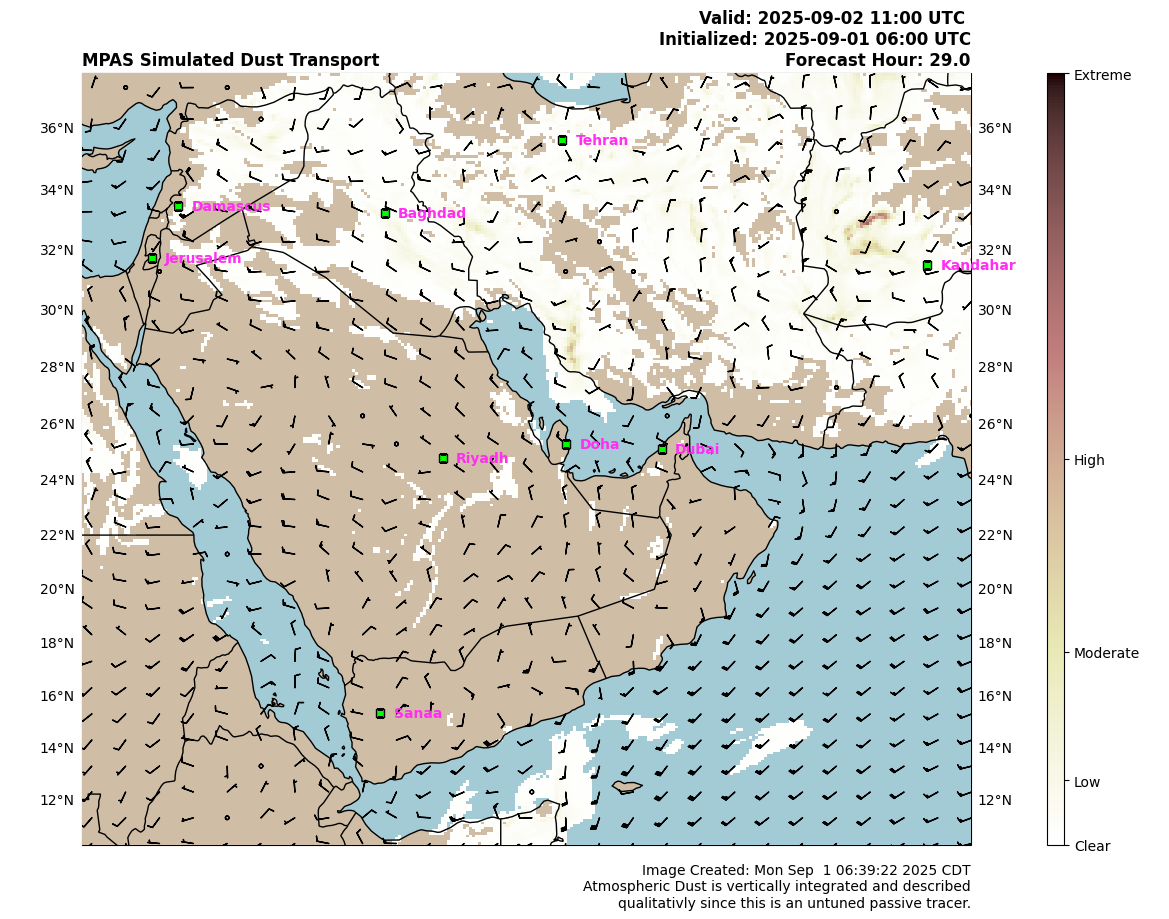 Valid: 2025-09-02 11:00 UTC
Initialized: 2025-09-01 06:00 UTC
MPAS Simulated Dust Transport Forecast Hour: 29.0
Extreme
36°N Tehran 36°N
34°N Damascus Baghdad 34°N
32°N Jerusalem Kandahar 32°N
30°N 30°N
28°N 28°N
26°N Doha Dubai 26°N
High
24°N Riyadh 24°N
22°N 22°N
20°N 20°N
18°N 18°N
Moderate
16°N Sanaa 16°N
14°N 14°N
Low
12°N 12°N
Clear
Image Created: Mon Sep  1 06:39:22 2025 CDT
Atmospheric Dust is vertically integrated and described
qualitativly since this is an untuned passive tracer.